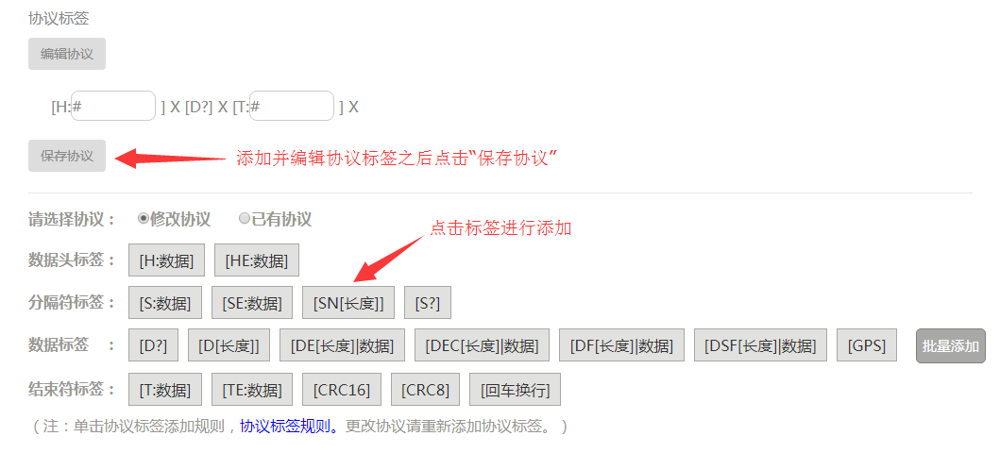 协议标签
编辑协议
[H:# ] X [D?] X [T:# ] X
保存协议 添加并编辑协议标签之后点击“保存协议”
请选择协议： 修改协议 已有协议
点击标签进行添加
数据头标签： [H:数据] [HE:数据]
分隔符标签： [S:数据] [SE:数据] [SN[长度]] [S?]
数据标签 ： [D?] [D[长度]] [DE[长度]|数据] [DEC[长度]|数据] [DF[长度]|数据] [DSF[长度]|数据] [GPS] 批量添加
结束符标签： [T:数据] [TE:数据] [CRC16] [CRC8] [回车换行]
（注：单击协议标签添加规则，协议标签规则。更改协议请重新添加协议标签。）